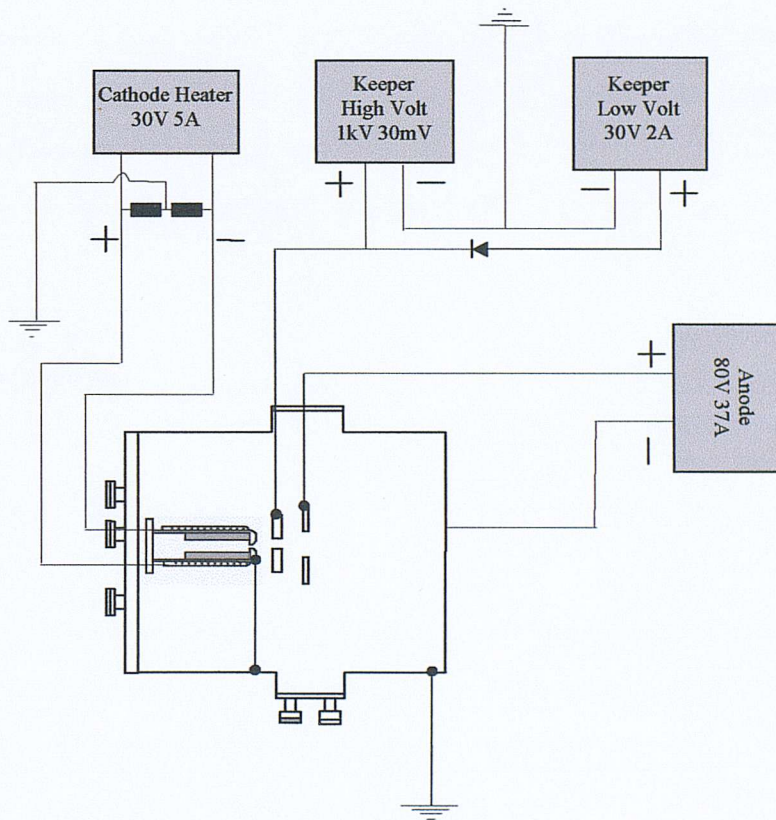 Cathode Heater
30V 5A
Keeper
High Volt
1kV 30mV
Keeper
Low Volt
30V 2A
+
−
−
+
+
−
+
Anode
80V 37A
−